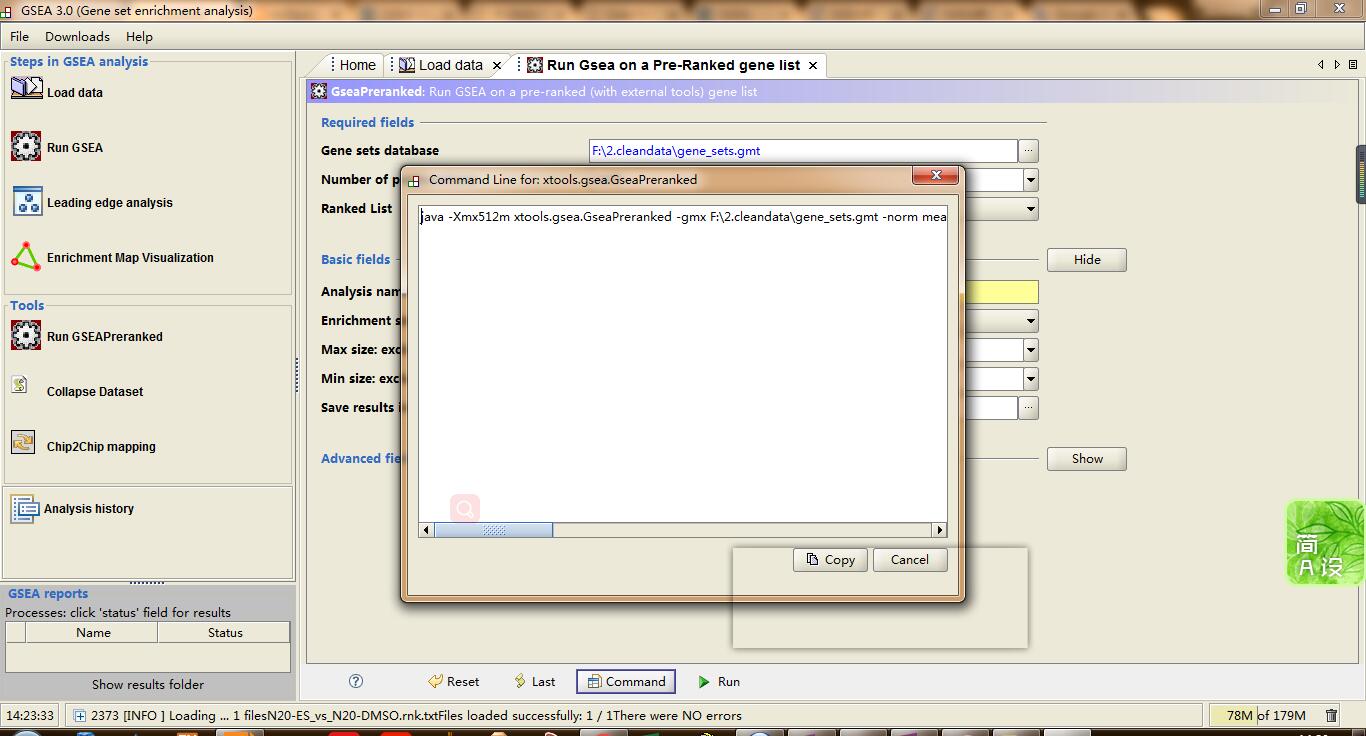 GSEA 3.0 (Gene set enrichment analysis)
File Downloads Help
Steps in GSEA analysis
Load data
Run GSEA
Leading edge analysis
Enrichment Map Visualization
Tools
Run GSEAPreranked
Collapse Dataset
Chip2Chip mapping
Analysis history
GSEA reports
Processes: click 'status' field for results
Name Status
Show results folder
Home Load data Run Gsea on a Pre-Ranked gene list
GseaPreranked: Run GSEA on a pre-ranked (with external tools) gene list
Required fields
Gene sets database F:\2.cleandata\gene_sets.gmt ...
Number of p
Ranked List
Basic fields Hide
Analysis nam
Enrichment s
Max size: exc
Min size: exc
Save results i ...
Advanced fie Show
Command Line for: xtools.gsea.GseaPreranked
java -Xmx512m xtools.gsea.GseaPreranked -gmx F:\2.cleandata\gene_sets.gmt -norm mea
Copy Cancel
简
A 设
Reset Last Command Run
14:23:33 2373 [INFO ] Loading ... 1 filesN20-ES_vs_N20-DMSO.rnk.txtFiles loaded successfully: 1 / 1There were NO errors 78M of 179M